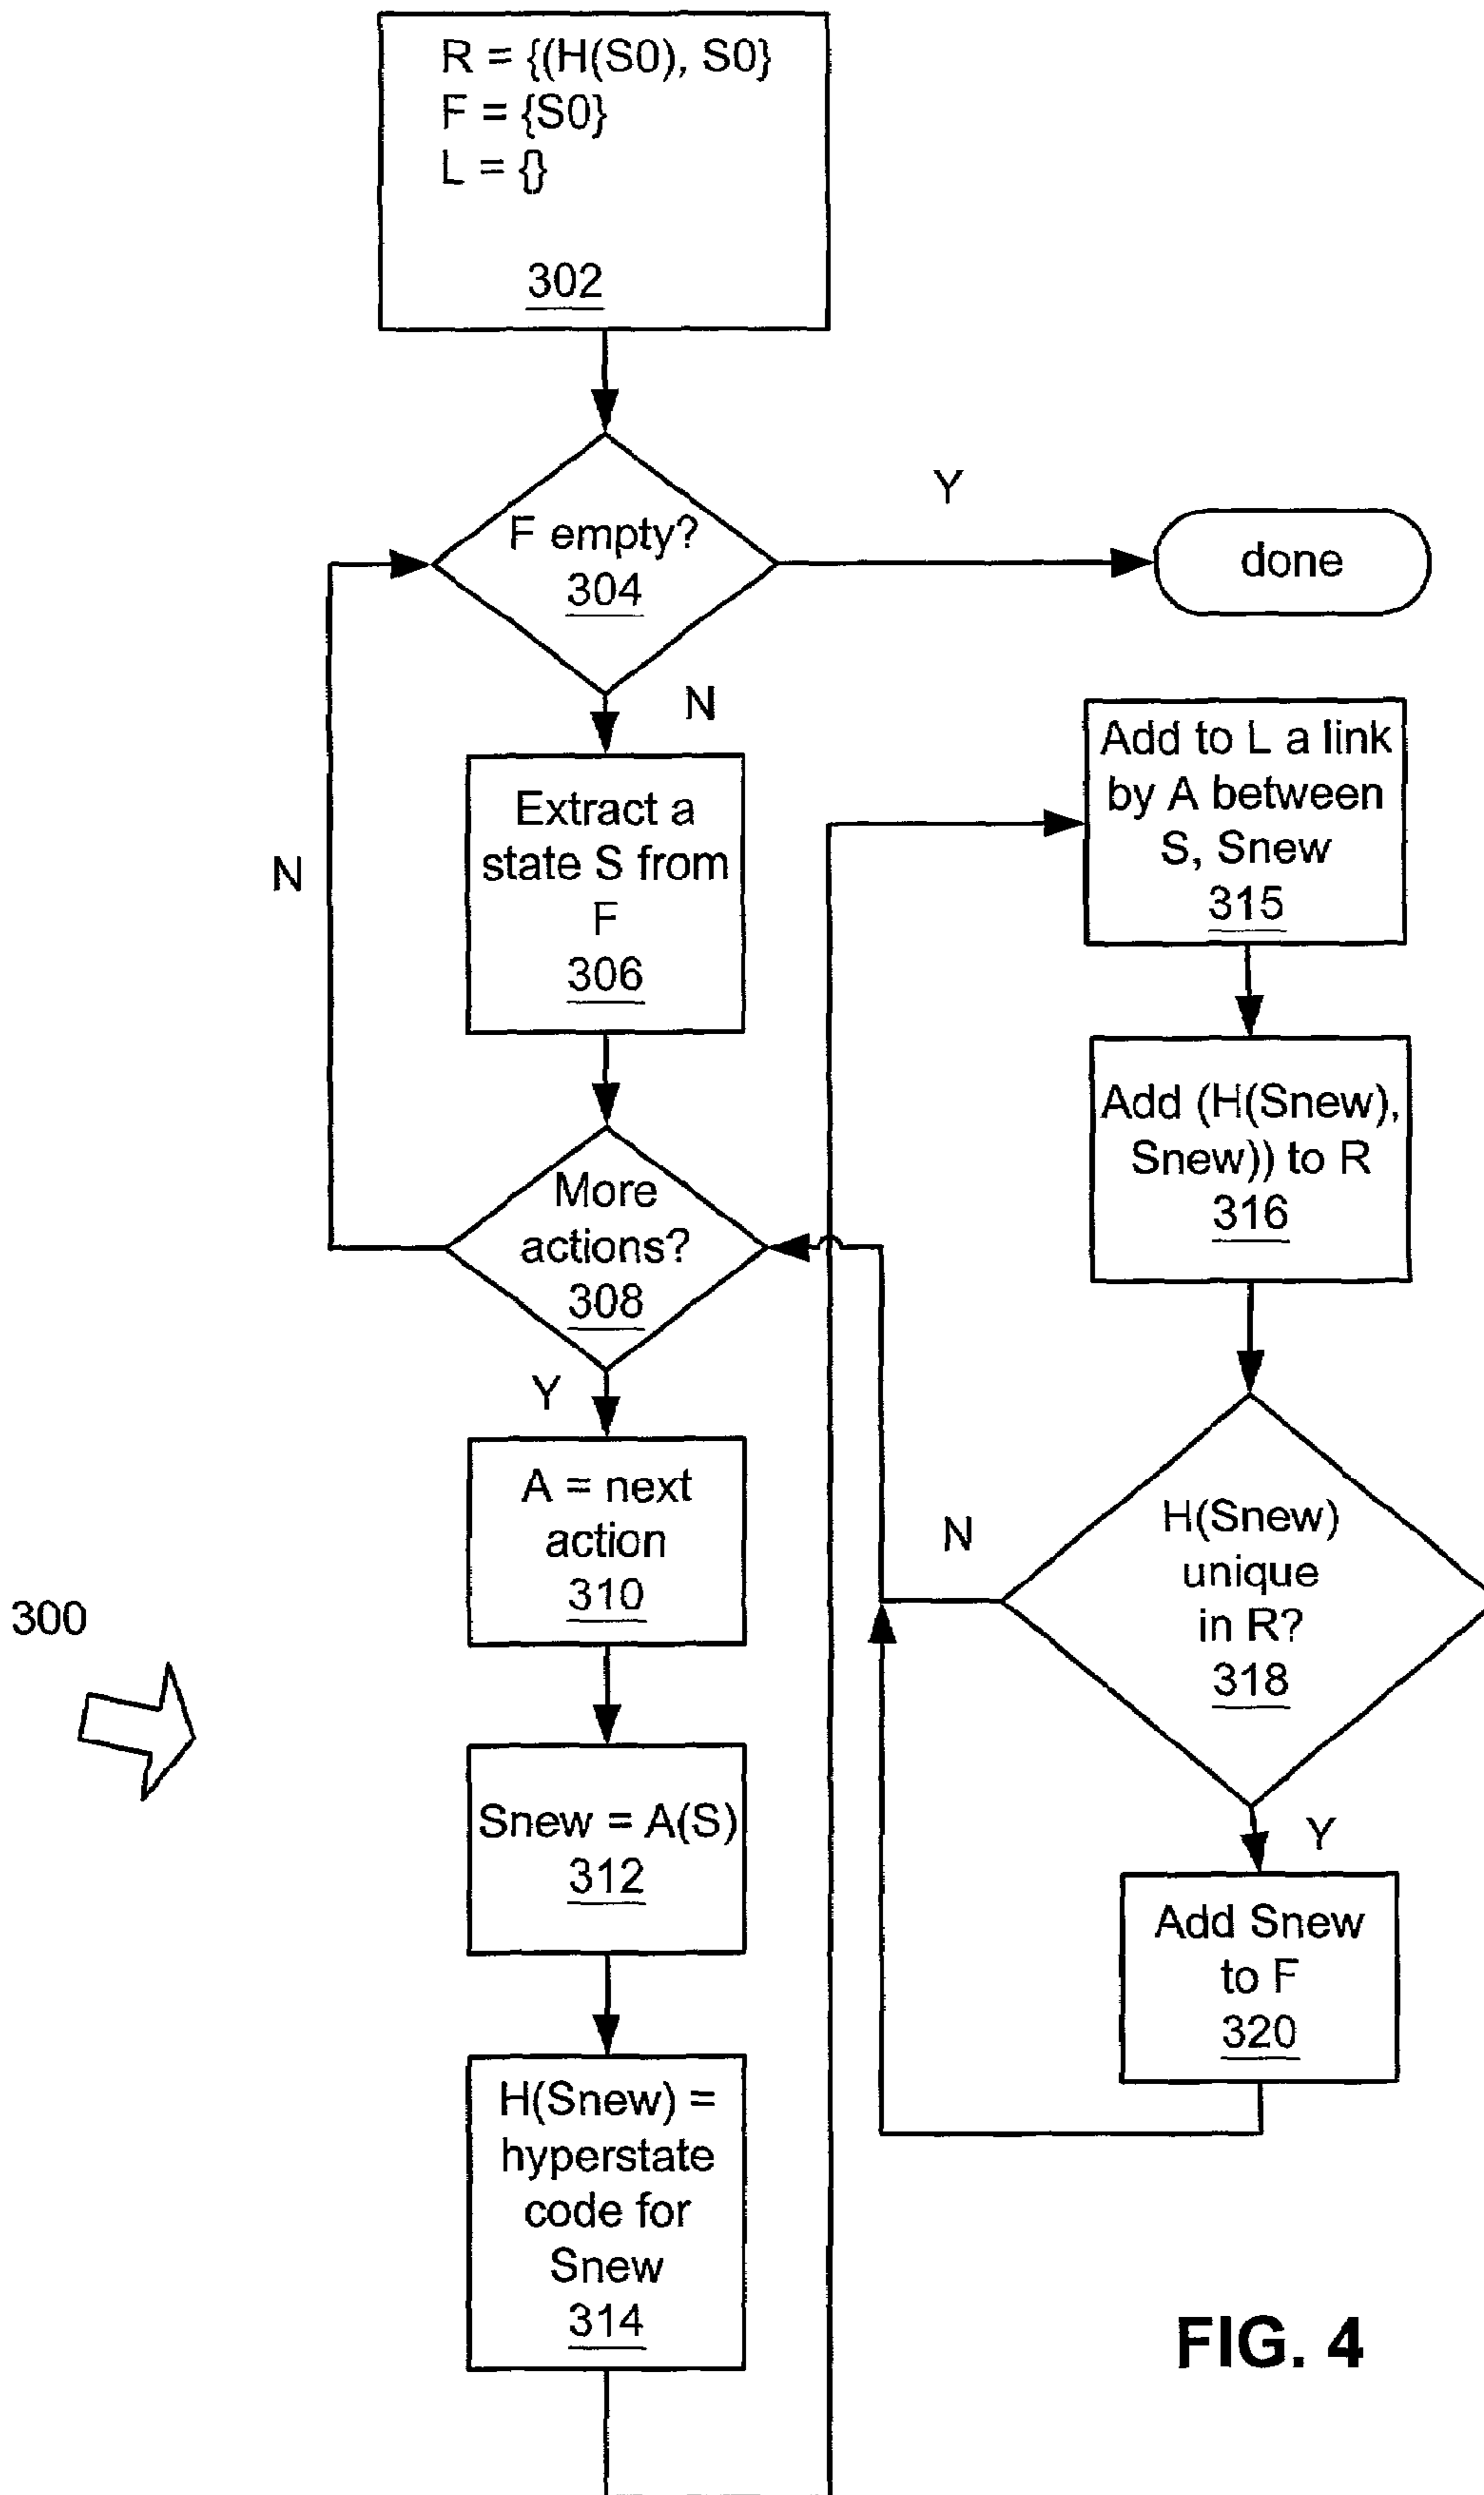 R = {(H(S0), S0}
F = {S0}
L = {}
302
F empty?
304
Y
done
N
Extract a
state S from
F
306
N
More
actions?
308
Y
A = next
action
310
Snew = A(S)
312
H(Snew) =
hyperstate
code for
Snew
314
Add to L a link
by A between
S, Snew
315
Add (H(Snew),
Snew)) to R
316
H(Snew)
unique
in R?
318
N
Y
Add Snew
to F
320
300
FIG. 4